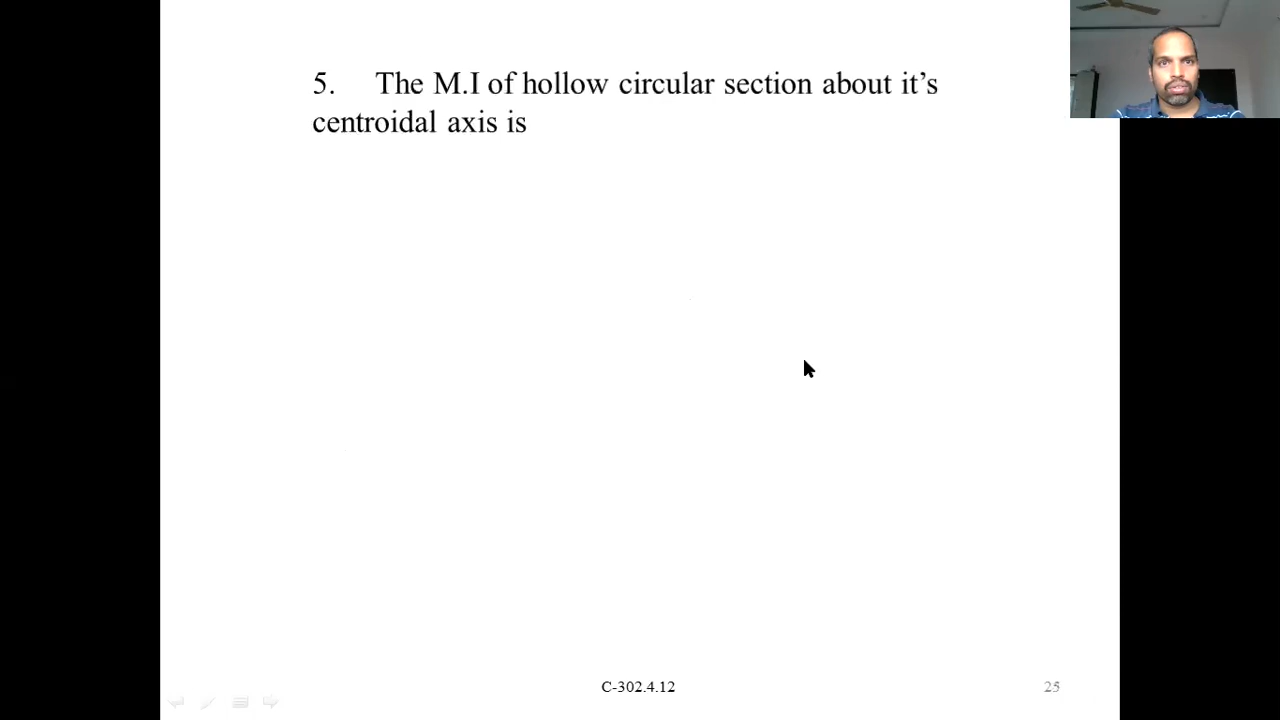 5. The M.I of hollow circular section about it’s
centroidal axis is
C-302.4.12
25